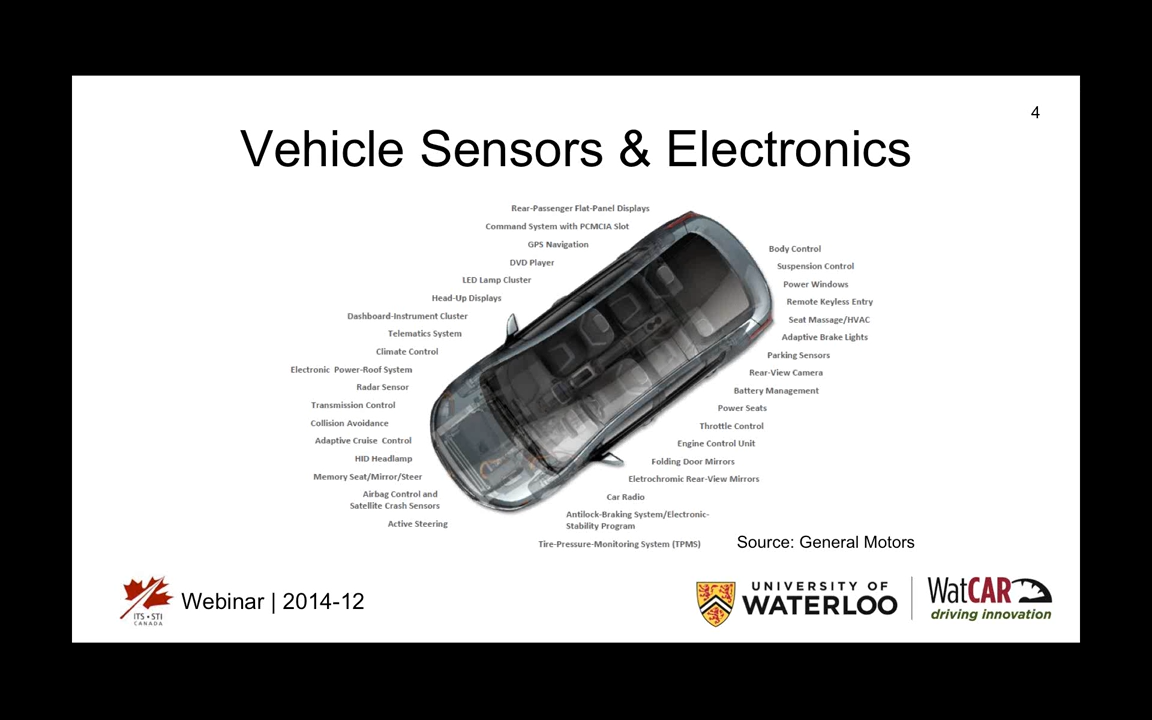 4
Vehicle Sensors & Electronics
Rear-Passenger Flat-Panel Displays
Command System with PCMCIA Slot
GPS Navigation
DVD Player
LED Lamp Cluster
Head-Up Displays
Dashboard-Instrument Cluster
Telematics System
Climate Control
Electronic Power-Roof System
Radar Sensor
Transmission Control
Collision Avoidance
Adaptive Cruise Control
HID Headlamp
Memory Seat/Mirror/Steer
Airbag Control and
Satellite Crash Sensors
Active Steering
Body Control
Suspension Control
Power Windows
Remote Keyless Entry
Seat Massage/HVAC
Adaptive Brake Lights
Parking Sensors
Rear-View Camera
Battery Management
Power Seats
Throttle Control
Engine Control Unit
Folding Door Mirrors
Eletrochromic Rear-View Mirrors
Car Radio
Antilock-Braking System/Electronic-
Stability Program
Tire-Pressure-Monitoring System (TPMS)
Source: General Motors
ITS • STI
CANADA
Webinar | 2014-12
UNIVERSITY OF
WATERLOO
WatCAR
driving innovation